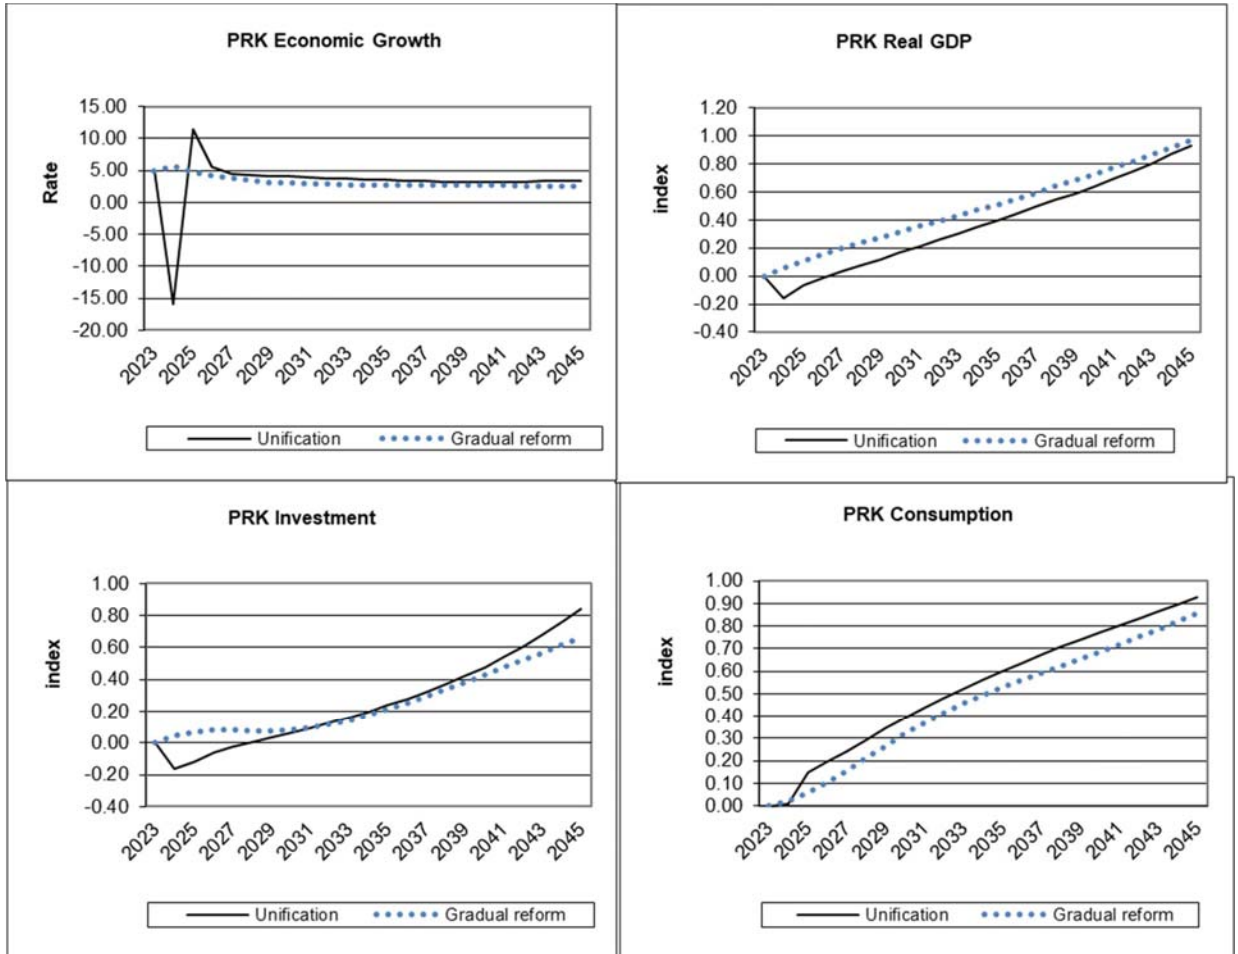 PRK Economic Growth
Rate
15.00
10.00
5.00
0.00
-5.00
-10.00
-15.00
-20.00
2023 2025 2027 2029 2031 2033 2035 2037 2039 2041 2043 2045
Unification Gradual reform
PRK Real GDP
index
1.20
1.00
0.80
0.60
0.40
0.20
0.00
-0.20
-0.40
2023 2025 2027 2029 2031 2033 2035 2037 2039 2041 2043 2045
Unification Gradual reform
PRK Investment
index
1.00
0.80
0.60
0.40
0.20
0.00
-0.20
-0.40
2023 2025 2027 2029 2031 2033 2035 2037 2039 2041 2043 2045
Unification Gradual reform
PRK Consumption
index
1.00
0.90
0.80
0.70
0.60
0.50
0.40
0.30
0.20
0.10
0.00
2023 2025 2027 2029 2031 2033 2035 2037 2039 2041 2043 2045
Unification Gradual reform